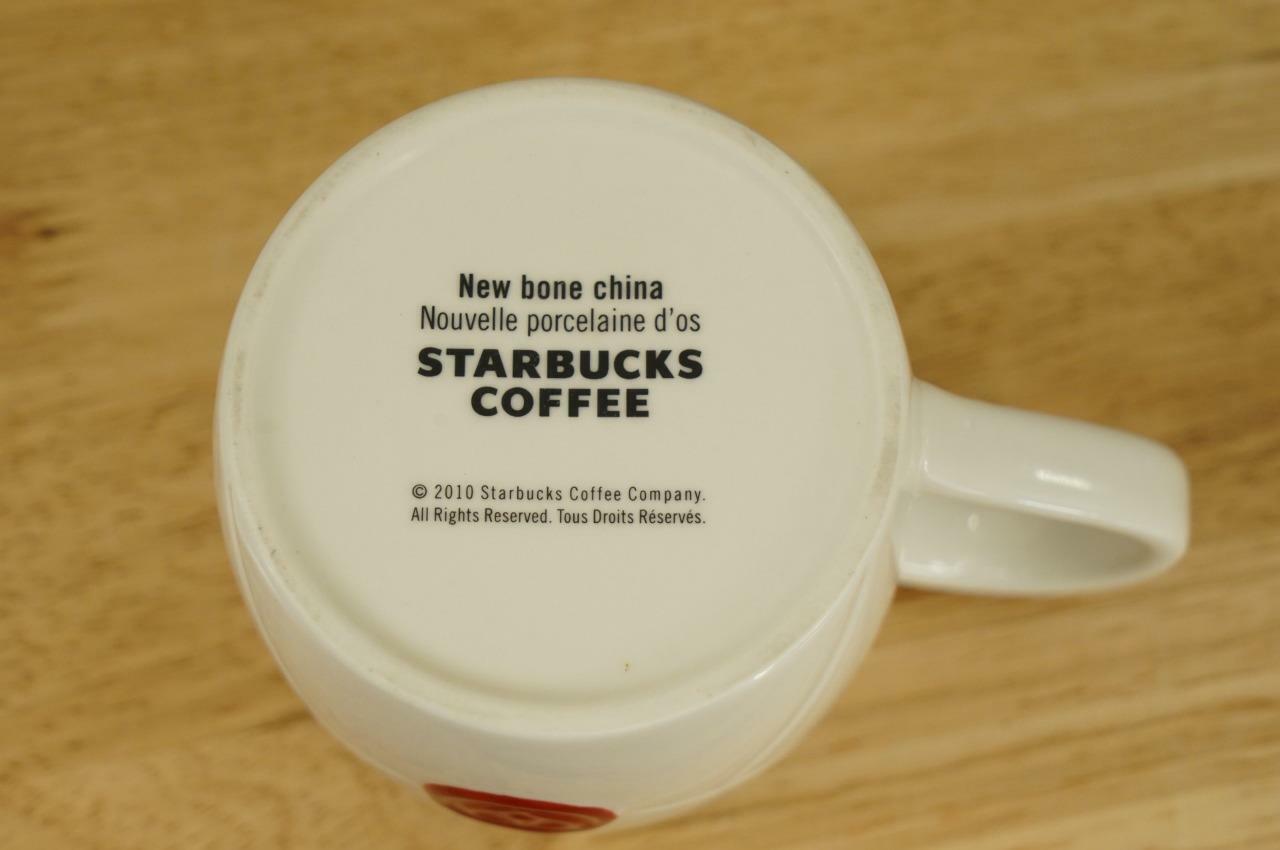 New bone china
Nouvelle porcelaine d'os
STARBUCKS
COFFEE
© 2010 Starbucks Coffee Company.
All Rights Reserved. Tous Droits Réservés.